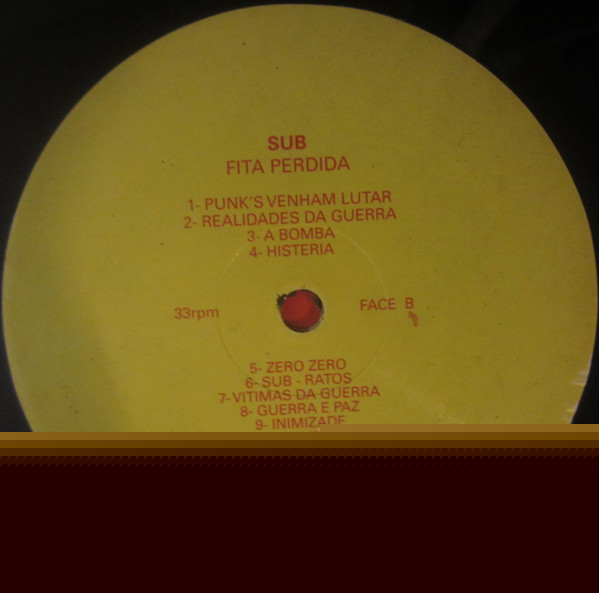 SUB
FITA PERDIDA
1- PUNK'S VENHAM LUTAR
2- REALIDADES DA GUERRA
3- A BOMBA
4- HISTERIA
33rpm
FACE B
5- ZERO ZERO
6- SUB - RATOS
7- VITIMAS DA GUERRA
8- GUERRA E PAZ
9- INIMIZADE